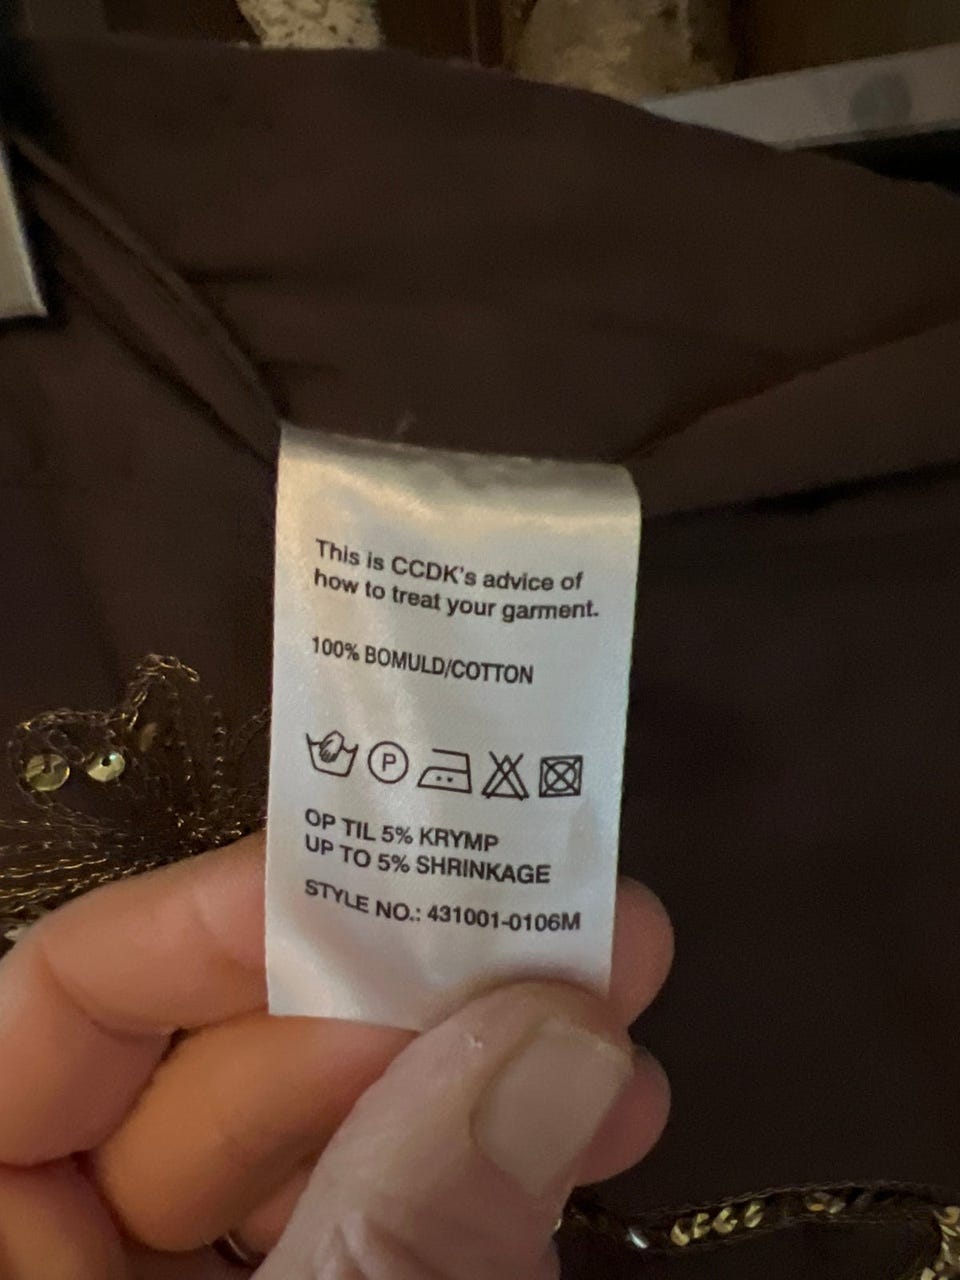 This is CCDK's advice of
how to treat your garment.
100% BOMULD/COTTON
P
OP TIL 5% KRYMP
UP TO 5% SHRINKAGE
STYLE NO.: 431001-0106M